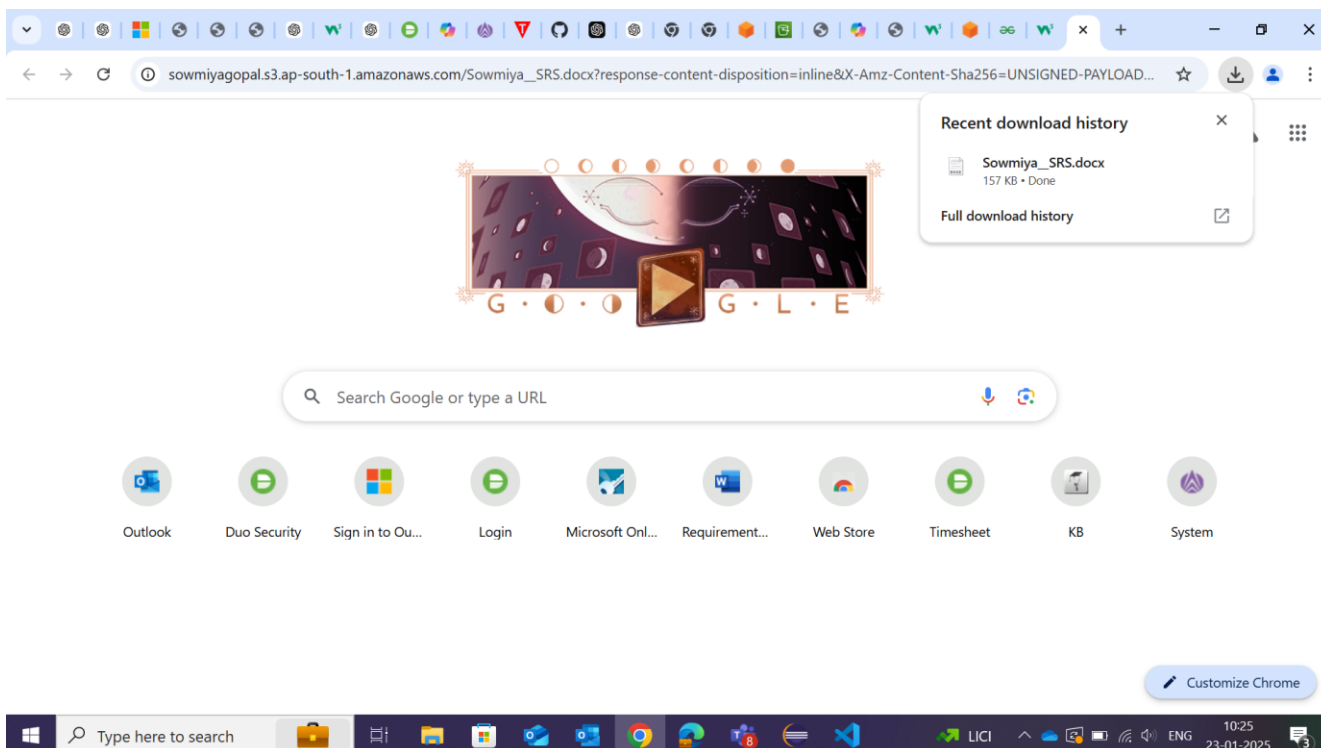 sowmiyagopal.s3.ap-south-1.amazonaws.com/Sowmiya__SRS.docx?response-content-disposition=inline&X-Amz-Content-Sha256=UNSIGNED-PAYLOAD...
Recent download history
Sowmiya__SRS.docx
157 KB • Done
Full download history
G · O · O G · L · E
Search Google or type a URL
Outlook Duo Security Sign in to Ou... Login Microsoft Onl... Requirement... Web Store Timesheet KB System
Customize Chrome
Type here to search
LICI
ENG
10:25
23-01-2025
8
3